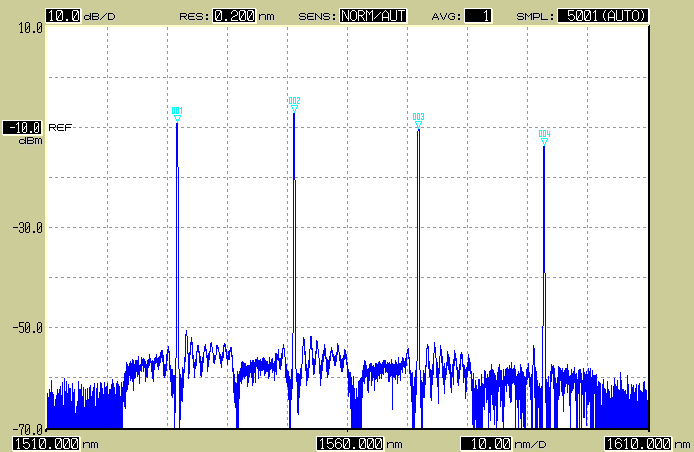 10.0 dB/D RES: 0.200 nm SENS: NORM/AUT AVG: 1 SMPL: 5001(AUTO)
10.0
002
001
003
-10.0 REF
dBm
004
-30.0
-50.0
-70.0
1510.000 nm 1560.000 nm 10.00 nm/D 1610.000 nm